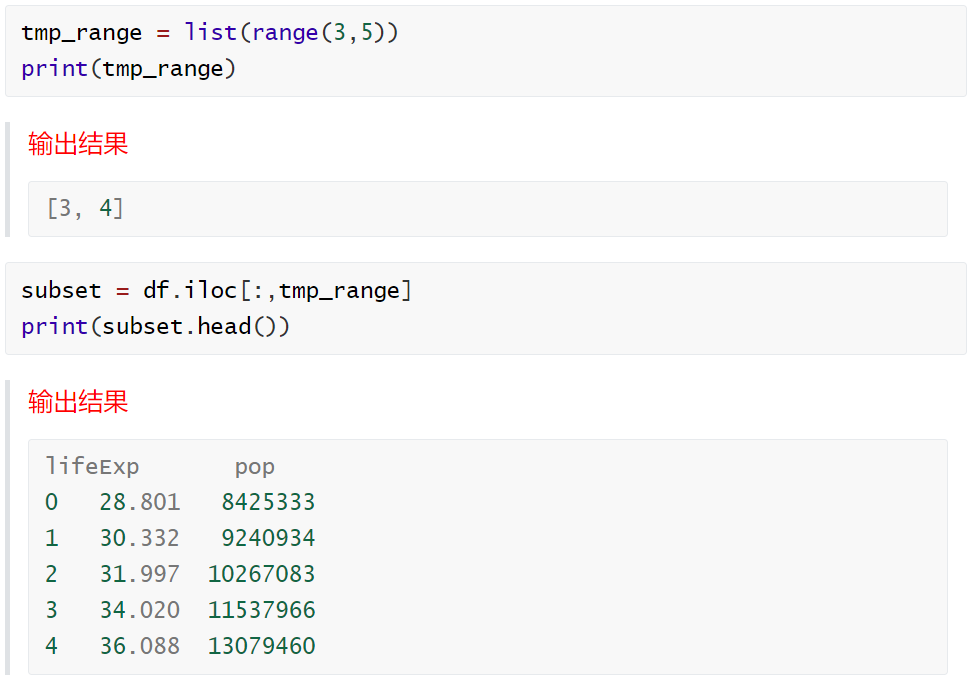 tmp_range = list(range(3,5))
print(tmp_range)
输出结果
[3, 4]
subset = df.iloc[:,tmp_range]
print(subset.head())
输出结果
lifeExp       pop
0   28.801   8425333
1   30.332   9240934
2   31.997  10267083
3   34.020  11537966
4   36.088  13079460